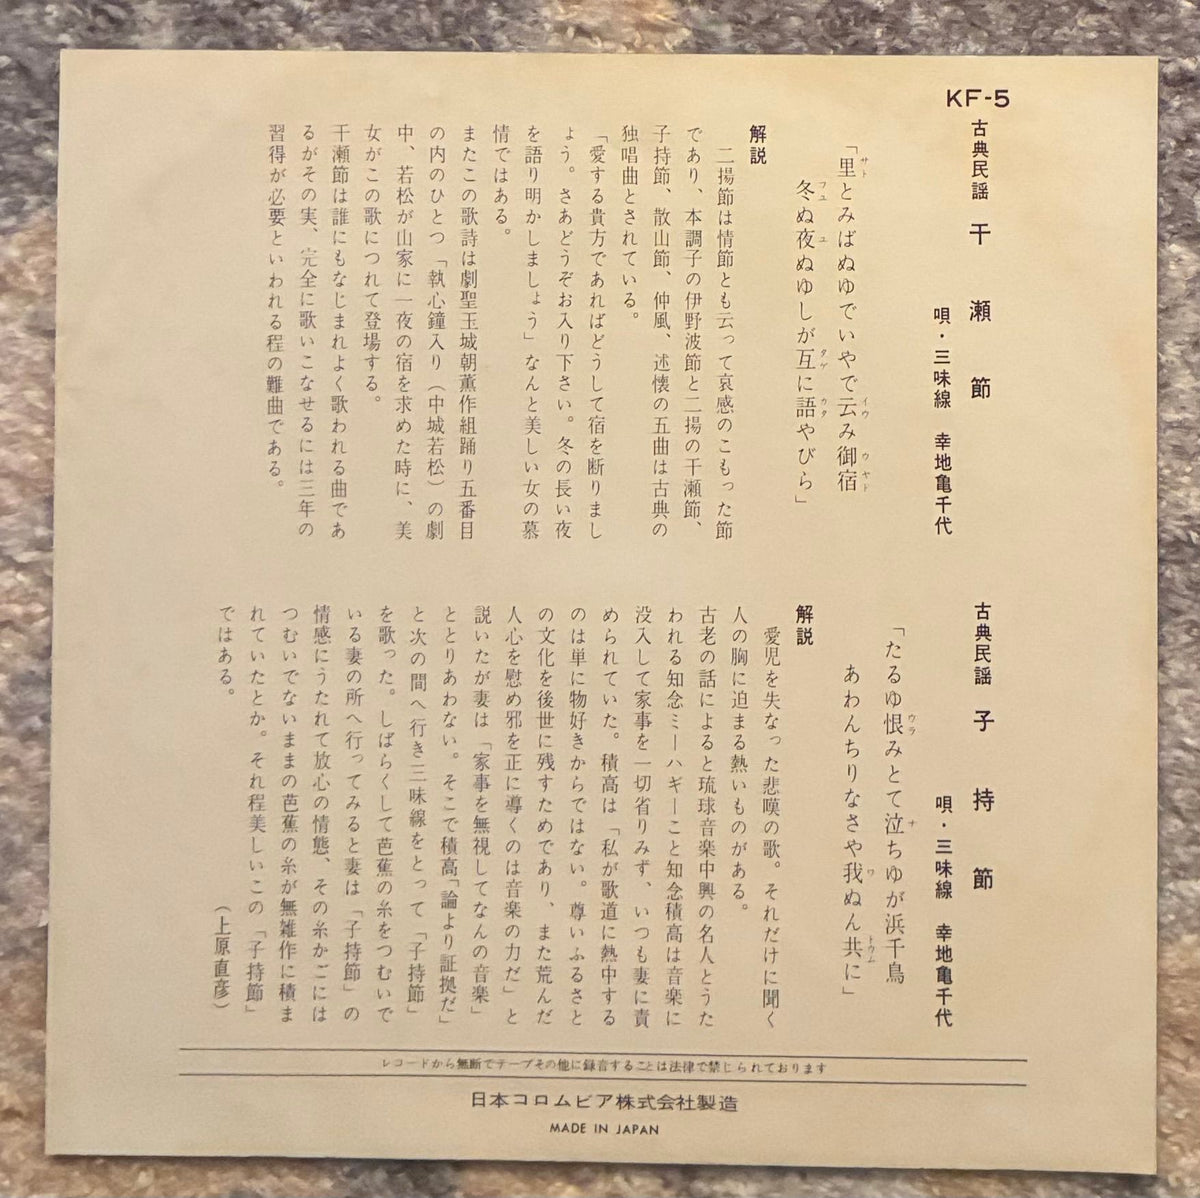 KF-5
古典民謡 干瀬節
唄・三味線 幸地亀千代
「里とみばぬゆでいやで云み御宿
冬ぬ夜ぬゆしが互に語やびら」
解説
二揚節は情節とも云って哀感のこもった節
であり、本調子の伊野波節と二揚の干瀬節、
子持節、散山節、仲風、述懐の五曲は古典の
独唱曲とされている。
「愛する貴方であればどうして宿を断りまし
ょう。さあどうぞお入り下さい。冬の長い夜
を語り明かしましょう」なんと美しい女の慕
情ではある。
またこの歌詩は劇聖玉城朝薫作組踊り五番目
の内のひとつ「執心鐘入り(中城若松)の劇
中、若松が山家に一夜の宿を求めた時に、美
女がこの歌につれて登場する。
干瀬節は誰にもなじまれよく歌われる曲であ
るがその実、完全に歌いこなせるには三年の
習得が必要といわれる程の難曲である。
古典民謡 子持節
唄・三味線 幸地亀千代
「たるゆ恨みとて泣ちゆが浜千鳥
あわんちりなさや我ぬん共に」
解説
愛児を失なった悲嘆の歌。それだけに聞く
人の胸に迫まる熱いものがある。
古老の話によると琉球音楽中興の名人とうた
われる知念ミーハギーこと知念積高は音楽に
没入して家事を一切省りみず、いつも妻に責
められていた。積高は「私が歌道に熱中する
のは単に物好きからではない。尊いふるさと
の文化を後世に残すためであり、また荒んだ
人心を慰め邪を正に導くのは音楽の力だ」と
説いたが妻は「家事を無視してなんの音楽」
ととりあわない。そこで積高「論より証拠だ」
と次の間へ行き三味線をとって「子持節」
を歌った。しばらくして芭蕉の糸をつむいで
いる妻の所へ行ってみると妻は「子持節」の
情感にうたれて放心の情態、その糸かごには
つむいでないままの芭蕉の糸が無雑作に積ま
れていたとか。それ程美しいこの「子持節」
ではある。
(上原直彦)
レコードから無断でテープその他に録音することは法律で禁じられております
日本コロムビア株式会社製造
MADE IN JAPAN